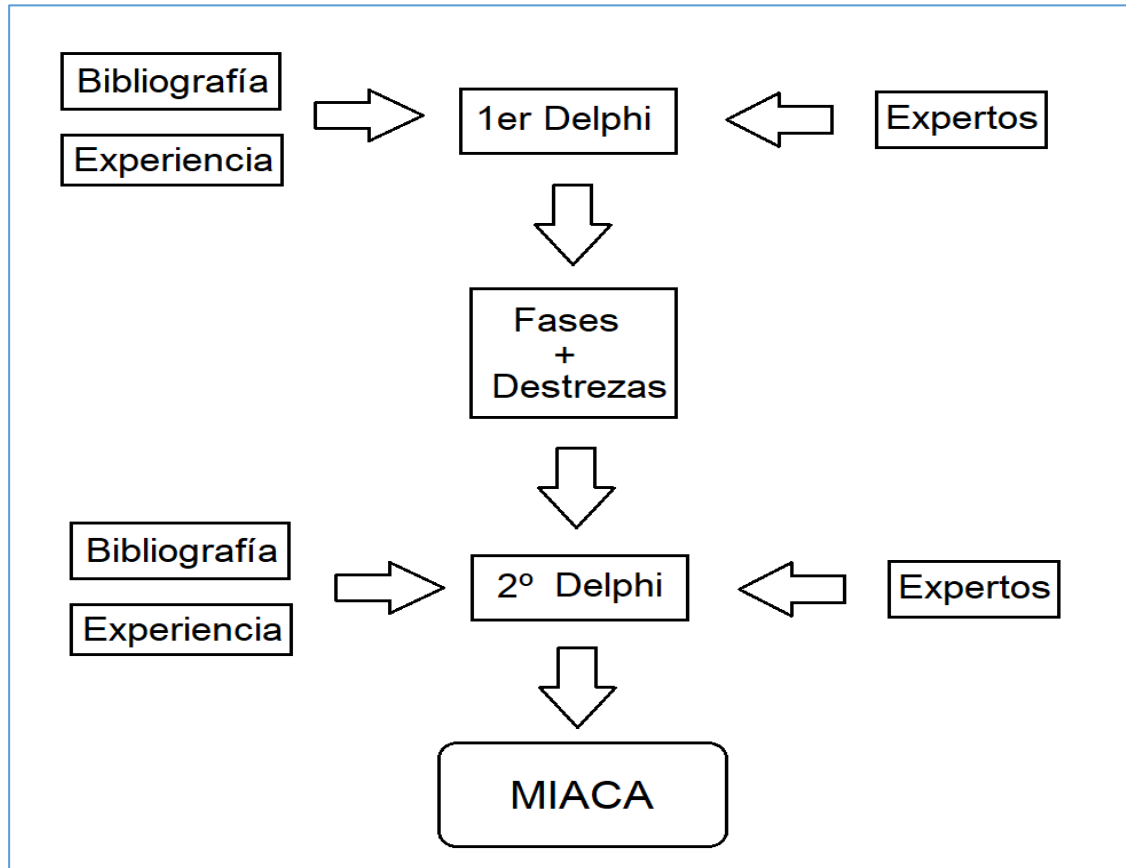 Bibliografía
1er Delphi
Expertos
Experiencia
Fases
+
Destrezas
Bibliografía
2º Delphi
Expertos
Experiencia
MIACA